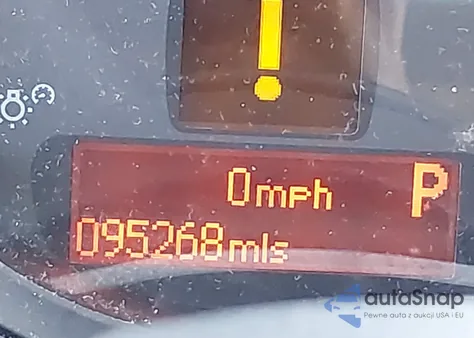 !
0mph P
095268mls
autoSnap
Pewne auta z aukcji USA i EU